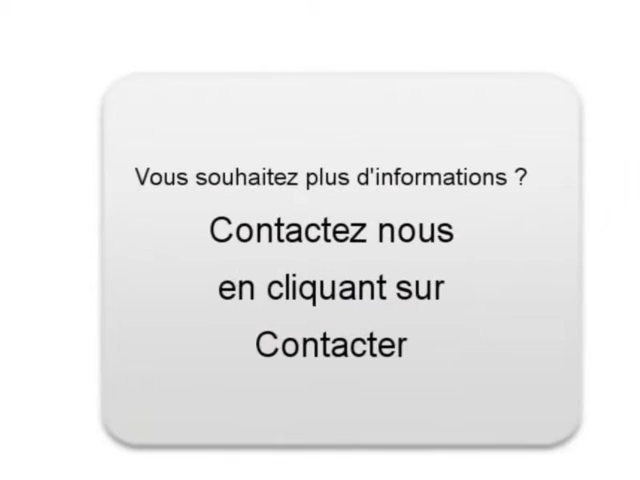 Vous souhaitez plus d'informations ?
Contactez nous
en cliquant sur
Contacter